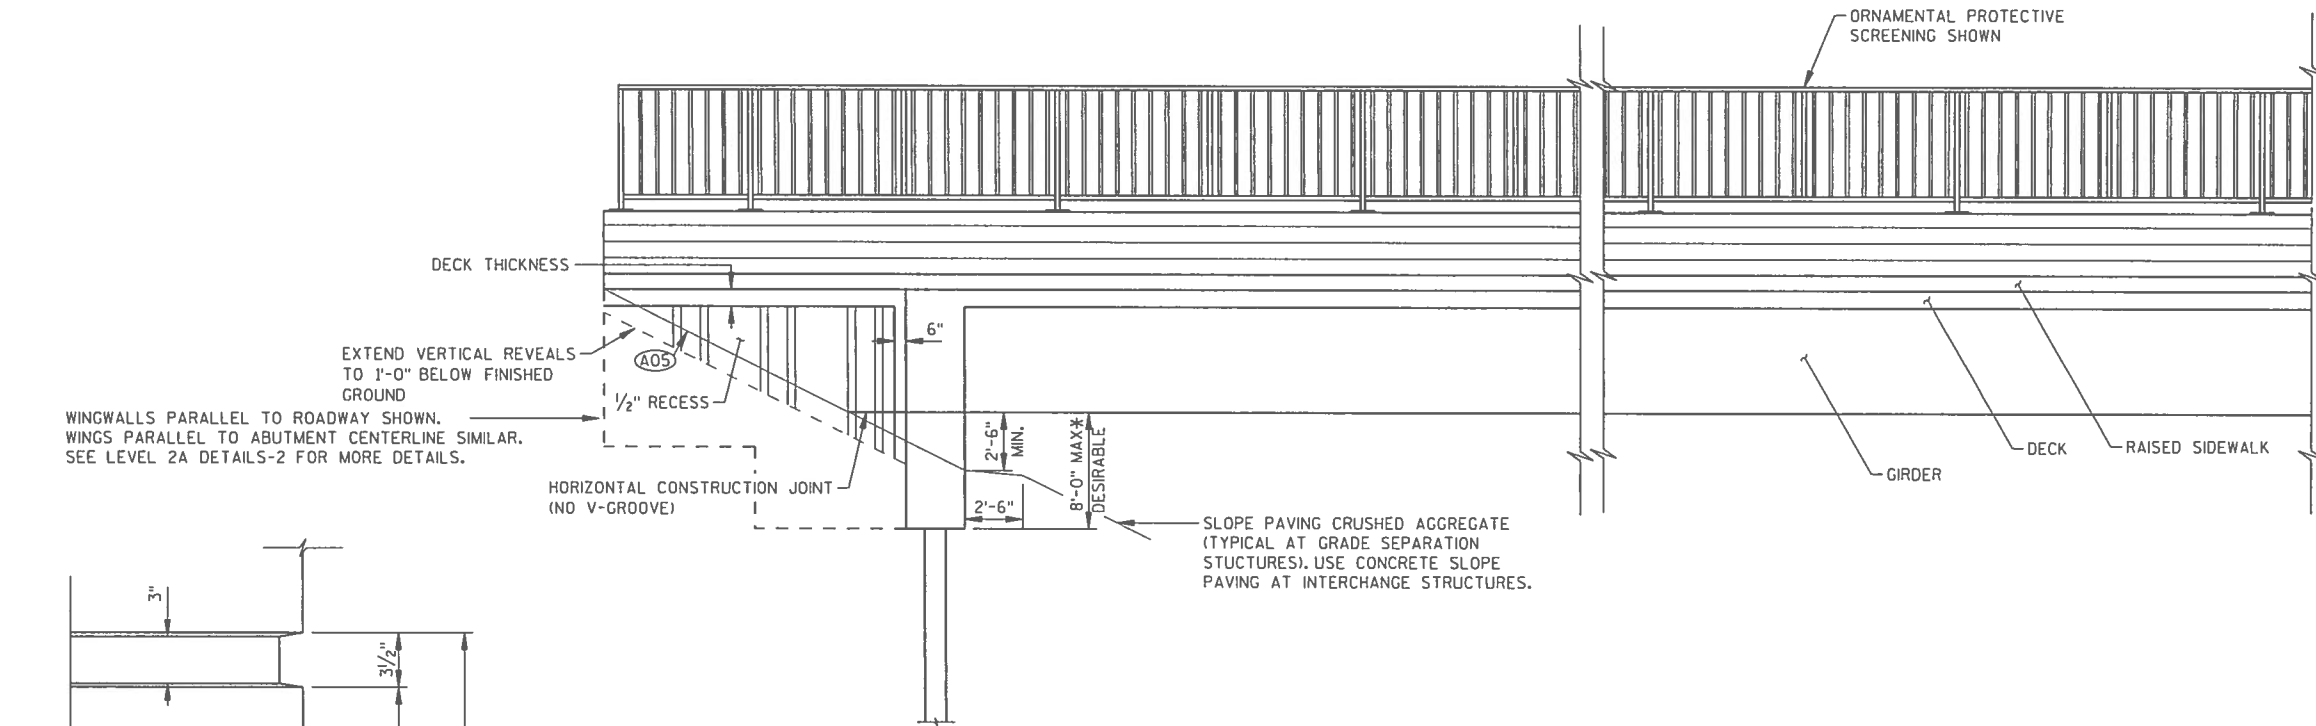 ORNAMENTAL PROTECTIVE
SCREENING SHOWN
DECK THICKNESS
6"
EXTEND VERTICAL REVEALS
TO 1'-0" BELOW FINISHED
GROUND
A05
1/2" RECESS
WINGWALLS PARALLEL TO ROADWAY SHOWN.
WINGS PARALLEL TO ABUTMENT CENTERLINE SIMILAR.
SEE LEVEL 2A DETAILS-2 FOR MORE DETAILS.
2'-6"
MIN.
8'-0" MAX*
DESIRABLE
DECK
RAISED SIDEWALK
GIRDER
HORIZONTAL CONSTRUCTION JOINT
(NO V-GROOVE)
2'-6"
SLOPE PAVING CRUSHED AGGREGATE
(TYPICAL AT GRADE SEPARATION
STUCTURES). USE CONCRETE SLOPE
PAVING AT INTERCHANGE STRUCTURES.
3"
3 1/2"